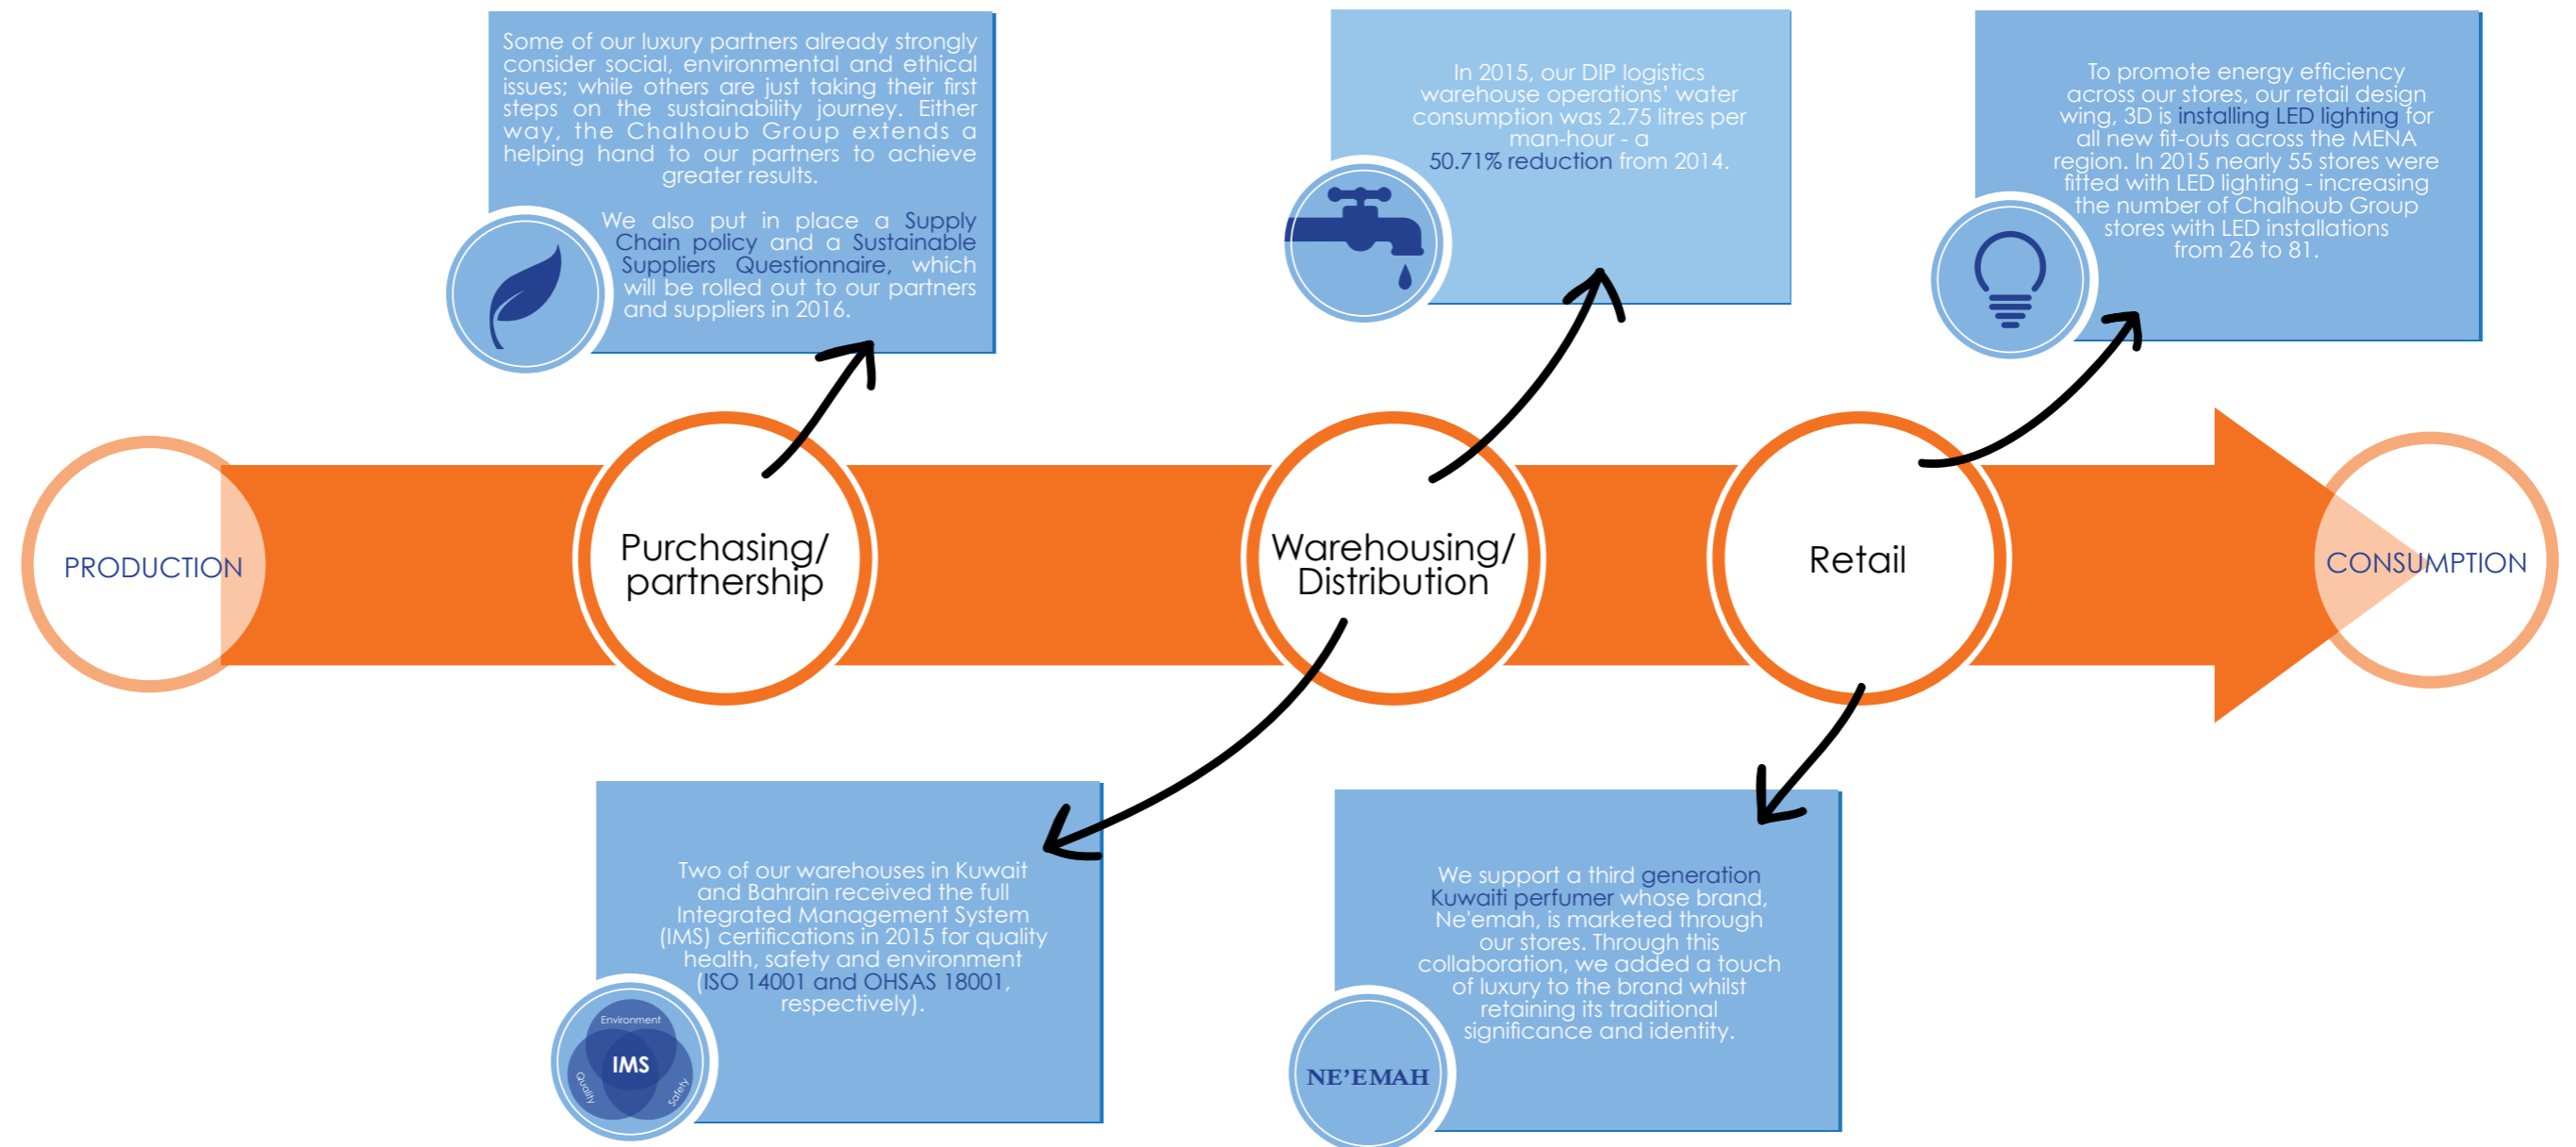 Some of our luxury partners already strongly
consider social, environmental and ethical
issues; while others are just taking their first
steps on the sustainability journey. Either
way, the Chalhoub Group extends a
helping hand to our partners to achieve
greater results.
We also put in place a Supply
Chain policy and a Sustainable
Suppliers Questionnaire, which
will be rolled out to our partners
and suppliers in 2016.
In 2015, our DIP logistics
warehouse operations' water
consumption was 2.75 litres per
man-hour - a
50.71% reduction from 2014.
To promote energy efficiency
across our stores, our retail design
wing, 3D is installing LED lighting for
all new fit-outs across the MENA
region. In 2015 nearly 55 stores were
fitted with LED lighting - increasing
the number of Chalhoub Group
stores with LED installations
from 26 to 81.
PRODUCTION
Purchasing/
partnership
Warehousing/
Distribution
Retail
CONSUMPTION
Two of our warehouses in Kuwait
and Bahrain received the full
Integrated Management System
(IMS) certifications in 2015 for quality
health, safety and environment
(ISO 14001 and OHSAS 18001,
respectively).
Environment
IMS
Quality
Safety
We support a third generation
Kuwaiti perfumer whose brand,
Ne'emah, is marketed through
our stores. Through this
collaboration, we added a touch
of luxury to the brand whilst
retaining its traditional
significance and identity.
NE'EMAH